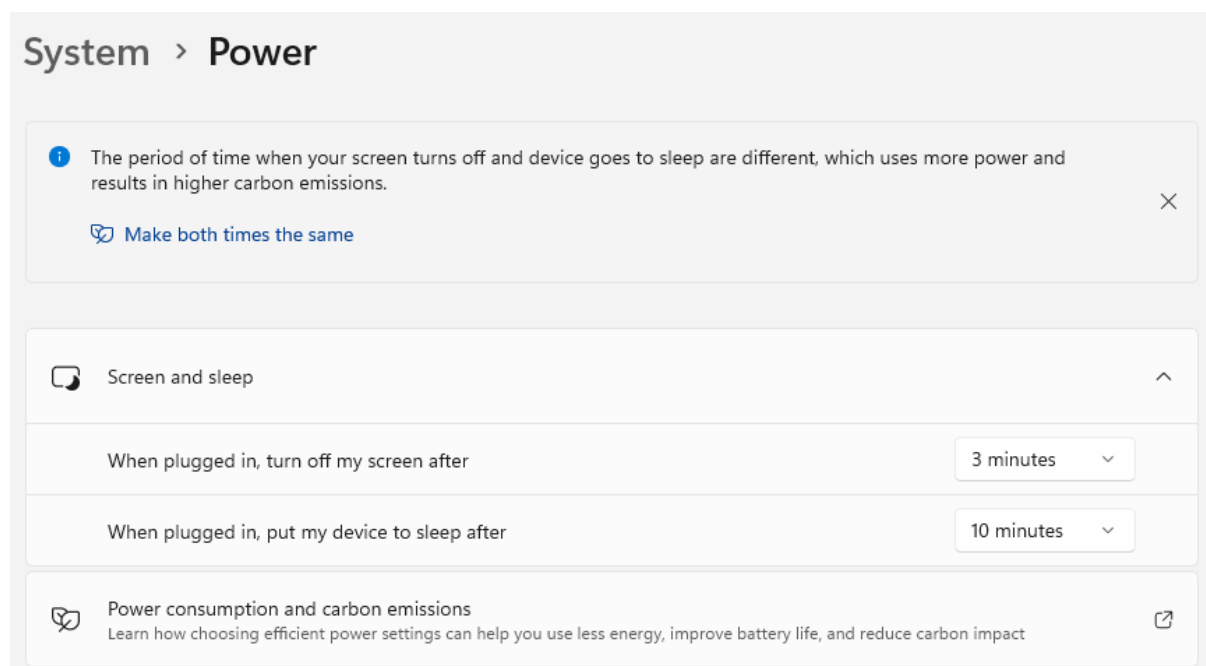 System > Power
The period of time when your screen turns off and device goes to sleep are different, which uses more power and
results in higher carbon emissions.
Make both times the same
Screen and sleep
When plugged in, turn off my screen after 3 minutes
When plugged in, put my device to sleep after 10 minutes
Power consumption and carbon emissions
Learn how choosing efficient power settings can help you use less energy, improve battery life, and reduce carbon impact